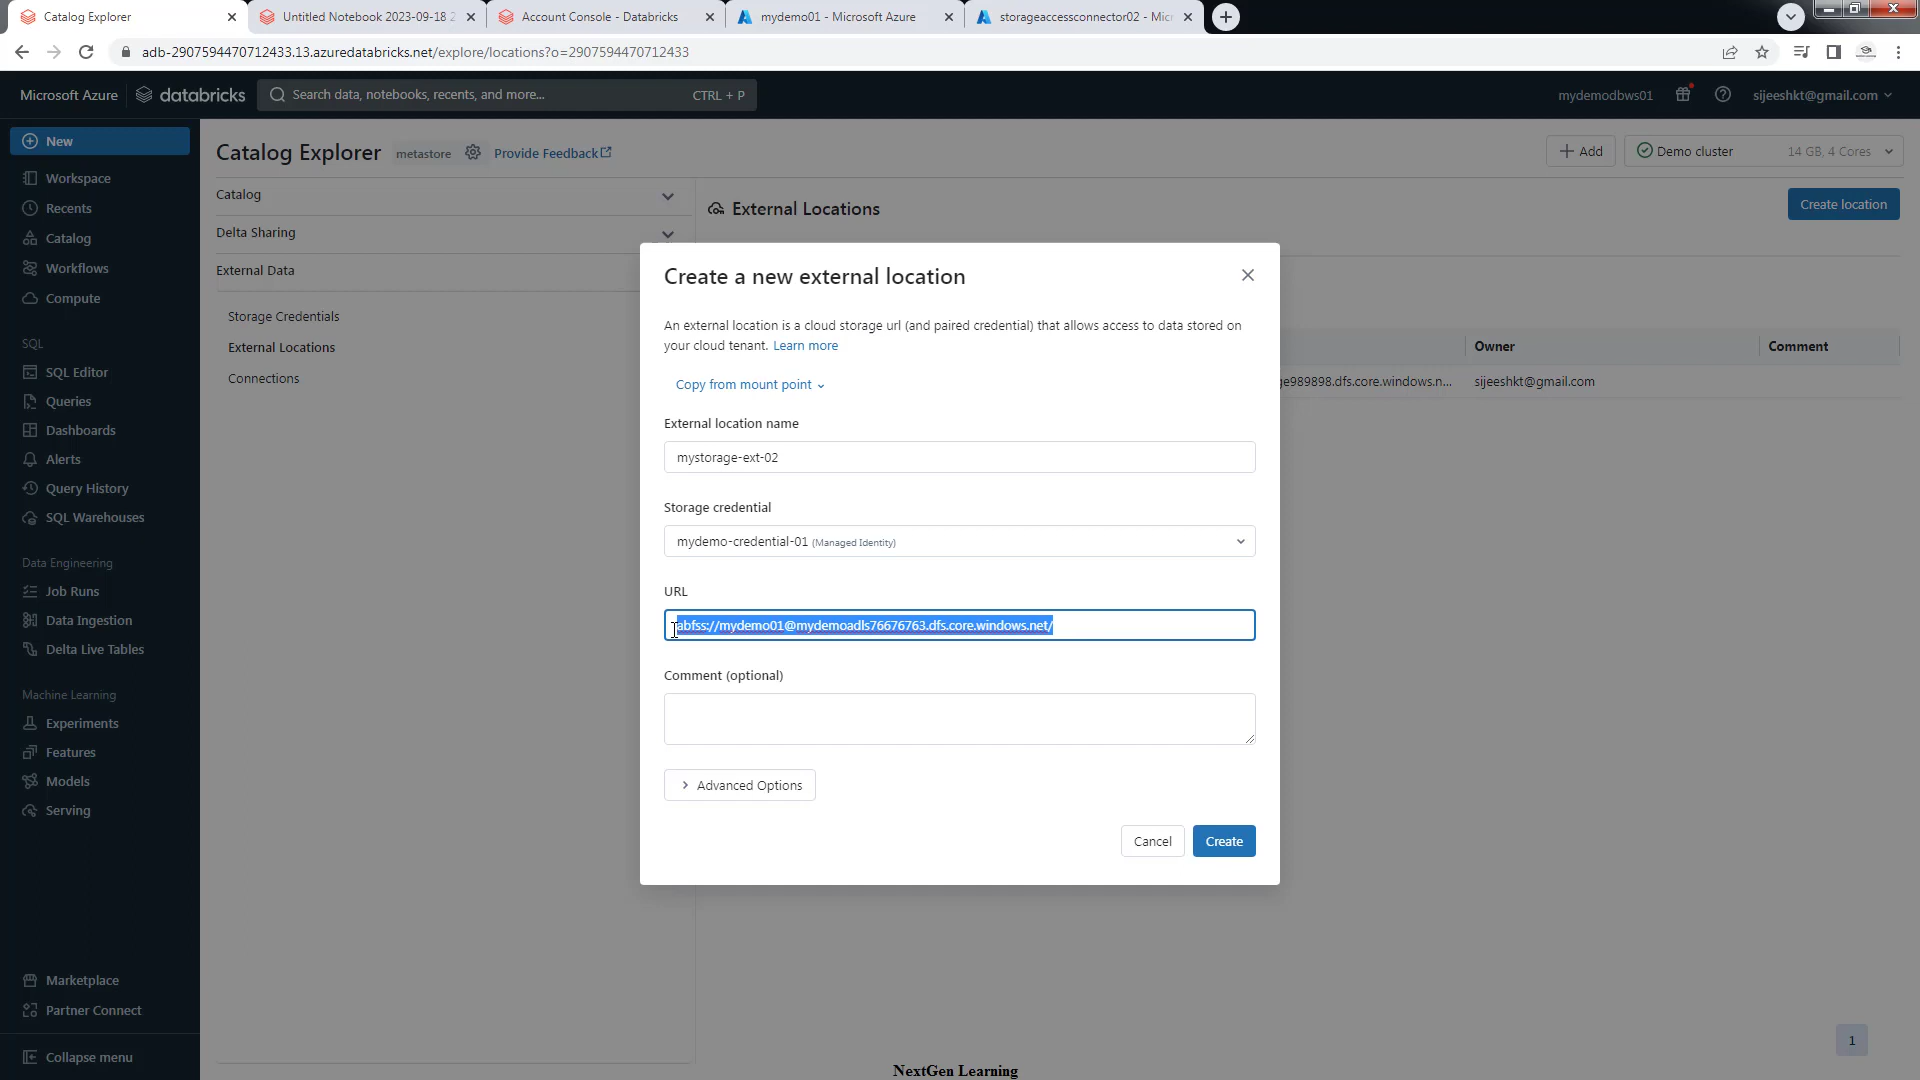 Catalog Explorer
Untitled Notebook 2023-09-18 2
Account Console - Databricks
mydemo01 - Microsoft Azure
storageaccessconnector02 - Mic
adb-2907594470712433.13.azuredatabricks.net/explore/locations?o=2907594470712433
Microsoft Azure
databricks
Search data, notebooks, recents, and more...
CTRL + P
mydemodbws01
sijeeshkt@gmail.com
New
Workspace
Recents
Catalog
Workflows
Compute
SQL
SQL Editor
Queries
Dashboards
Alerts
Query History
SQL Warehouses
Data Engineering
Job Runs
Data Ingestion
Delta Live Tables
Machine Learning
Experiments
Features
Models
Serving
Marketplace
Partner Connect
Collapse menu
Catalog Explorer
metastore
Provide Feedback
Add
Demo cluster
14 GB, 4 Cores
Catalog
Delta Sharing
External Data
Storage Credentials
External Locations
Connections
External Locations
Create location
Owner
Comment
ge989898.dfs.core.windows.n...
sijeeshkt@gmail.com
1
Create a new external location
An external location is a cloud storage url (and paired credential) that allows access to data stored on
your cloud tenant. Learn more
Copy from mount point
External location name
mystorage-ext-02
Storage credential
mydemo-credential-01 (Managed Identity)
URL
abfss://mydemo01@mydemoadls76676763.dfs.core.windows.net/
Comment (optional)
Advanced Options
Cancel
Create
NextGen Learning